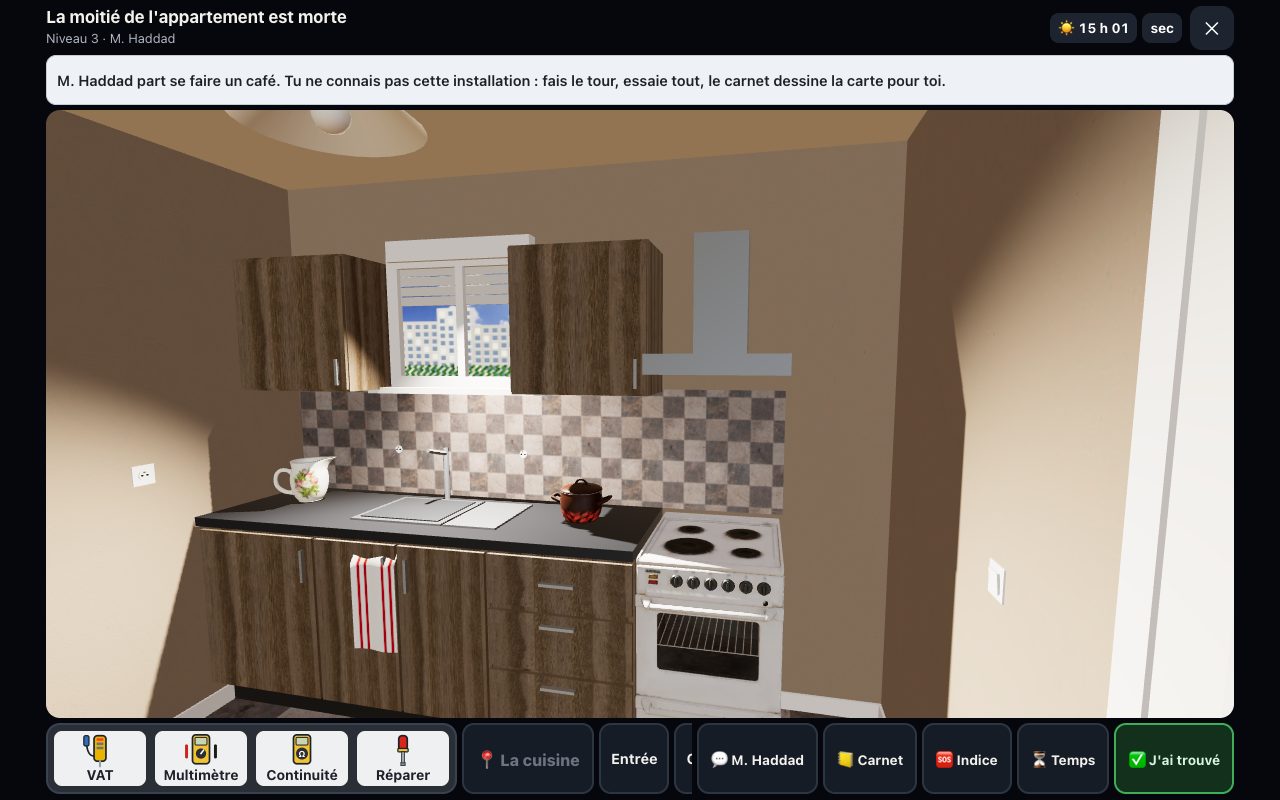 La moitié de l'appartement est morte
Niveau 3 · M. Haddad
15 h 01
sec
M. Haddad part se faire un café. Tu ne connais pas cette installation : fais le tour, essaie tout, le carnet dessine la carte pour toi.
VAT
Multimètre
Continuité
Réparer
La cuisine
Entrée
M. Haddad
Carnet
SOS
Indice
Temps
J'ai trouvé